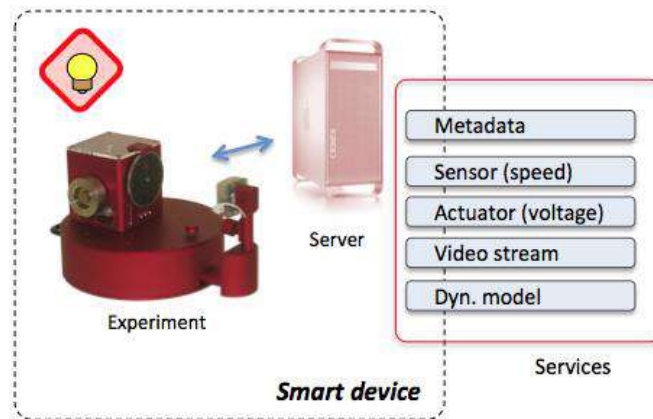 Metadata
Sensor (speed)
Actuator (voltage)
Video stream
Dyn. model
Server
Experiment
Services
Smart device